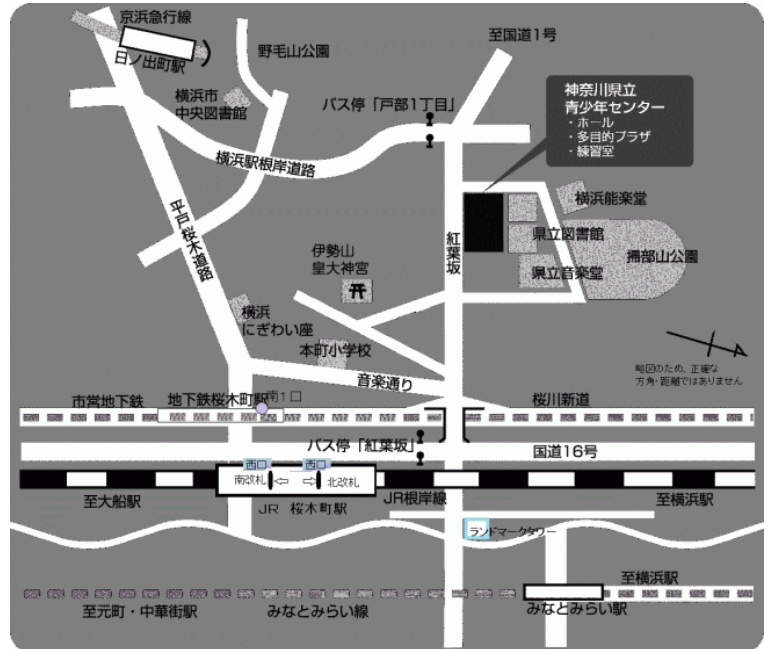 京浜急行線
日ノ出町駅
野毛山公園
至国道1号
横浜市
中央図書館
バス停「戸部1丁目」
神奈川県立
青少年センター
・ホール
・多目的プラザ
・練習室
横浜駅根岸道路
平戸桜木道路
紅葉坂
横浜能楽堂
県立図書館
掃部山公園
県立音楽堂
伊勢山
皇大神宮
横浜
にぎわい座
本町小学校
音楽通り
略図のため、正確な
方角・距離ではありません
市営地下鉄
地下鉄桜木町駅
南1口
桜川新道
バス停「紅葉坂」
国道16号
西口
西口
南改札
北改札
至大船駅
JR 桜木町駅
JR根岸線
至横浜駅
ランドマークタワー
至横浜駅
至元町・中華街駅
みなとみらい線
みなとみらい駅